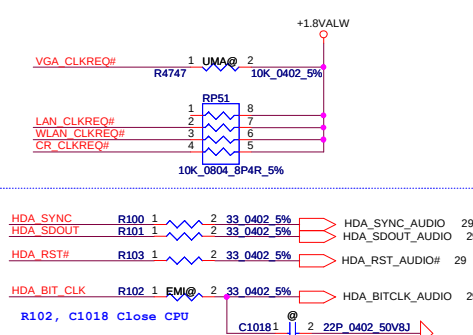 +1.8VALW
VGA_CLKREQ# 1 UMA@ 2
R4747 10K_0402_5%
RP51
1 8
LAN_CLKREQ# 2 7
WLAN_CLKREQ# 3 6
CR_CLKREQ# 4 5
10K_0804_8P4R_5%
HDA_SYNC R100 1 2 33_0402_5% HDA_SYNC_AUDIO 29
HDA_SDOUT R101 1 2 33_0402_5% HDA_SDOUT_AUDIO 2
HDA_RST# R103 1 2 33_0402_5% HDA_RST_AUDIO# 29
HDA_BIT_CLK R102 1 EMI@ 2 33_0402_5% HDA_BITCLK_AUDIO 2
R102, C1018 Close CPU
@
C1018 1 2 22P_0402_50V8J